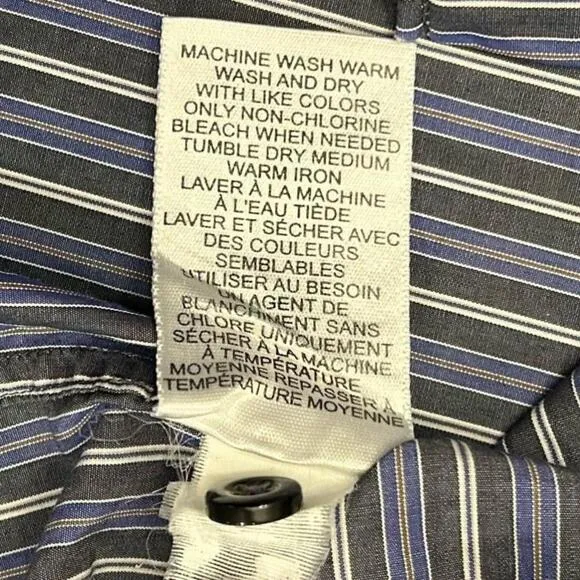 MACHINE WASH WARM
WASH AND DRY
WITH LIKE COLORS
ONLY NON-CHLORINE
BLEACH WHEN NEEDED
TUMBLE DRY MEDIUM
WARM IRON
LAVER À LA MACHINE
À L'EAU TIÈDE
LAVER ET SÉCHER AVEC
DES COULEURS
SEMBLABLES
UTILISER AU BESOIN
UN AGENT DE
BLANCHIMENT SANS
CHLORE UNIQUEMENT
SÉCHER À LA MACHINE
À TEMPÉRATURE
MOYENNE REPASSER À
TEMPÉRATURE MOYENNE